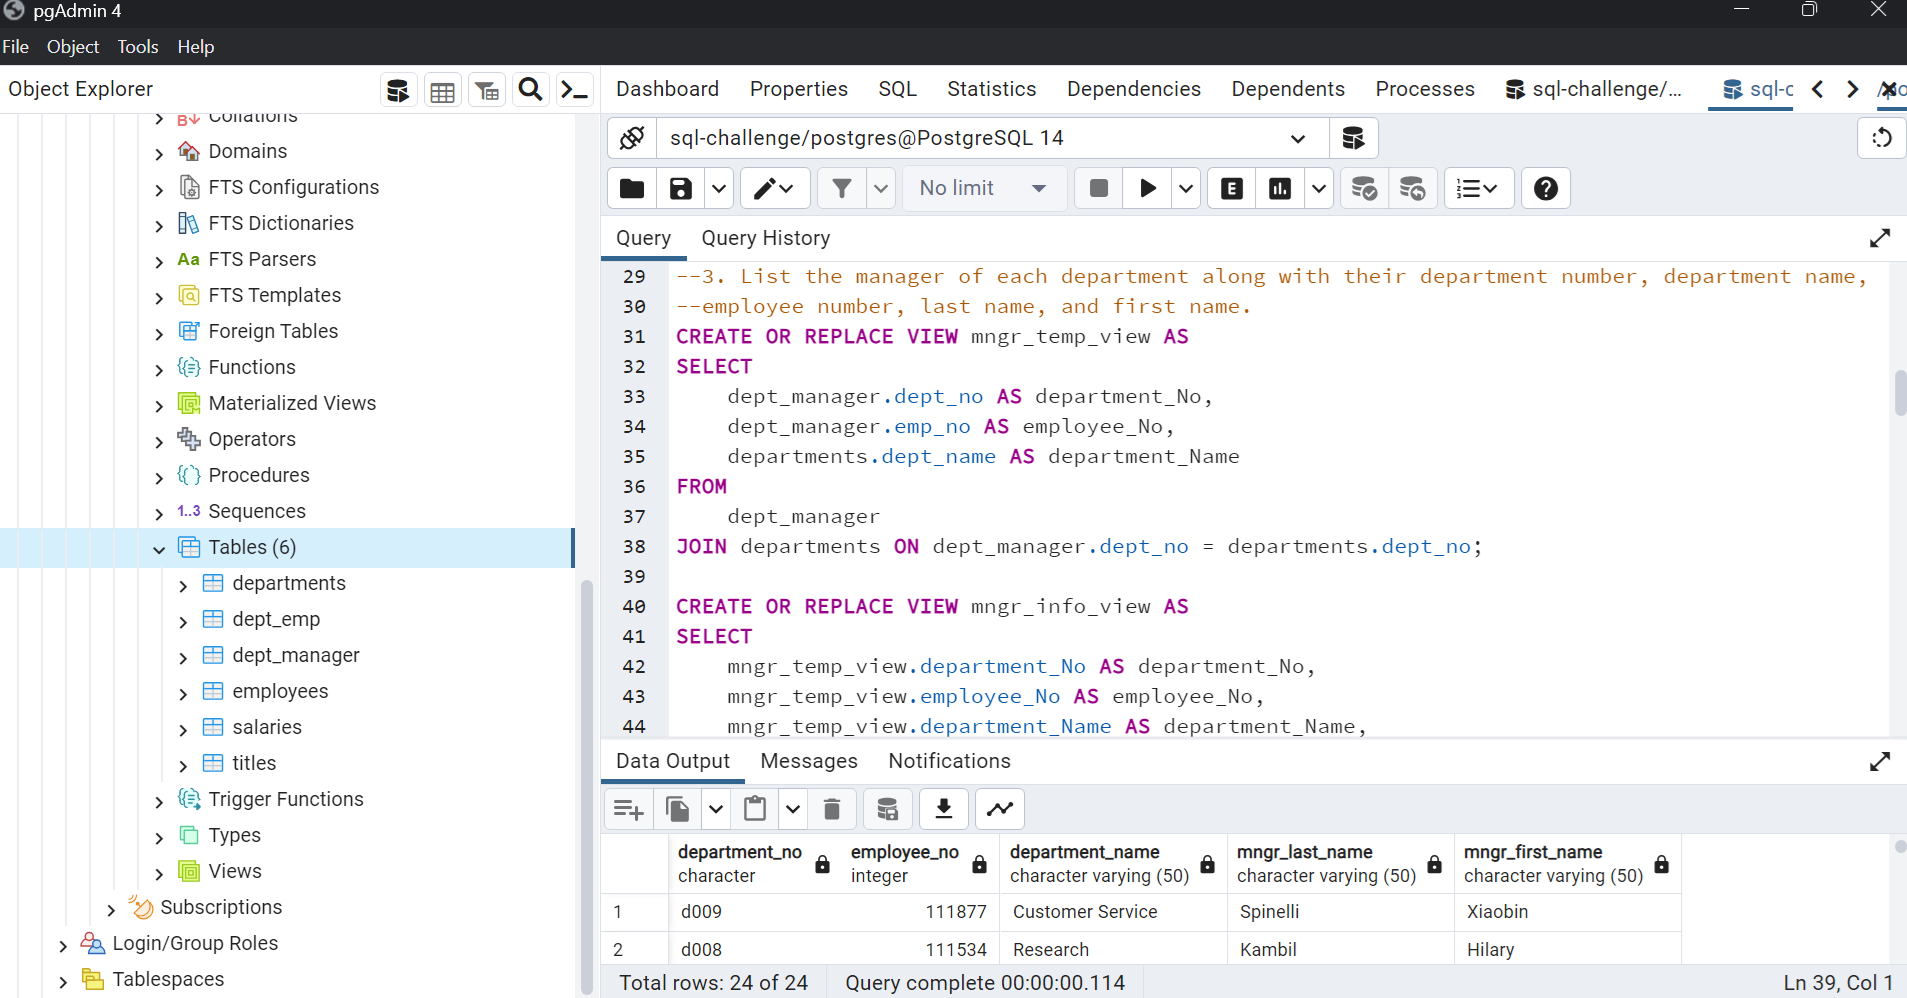 pgAdmin 4
File Object Tools Help
Object Explorer
Dashboard Properties SQL Statistics Dependencies Dependents Processes sql-challenge/... sql-c
Collations
Domains
FTS Configurations
FTS Dictionaries
Aa FTS Parsers
FTS Templates
Foreign Tables
Functions
Materialized Views
Operators
Procedures
1..3 Sequences
Tables (6)
departments
dept_emp
dept_manager
employees
salaries
titles
Trigger Functions
Types
Views
Subscriptions
Login/Group Roles
Tablespaces
sql-challenge/postgres@PostgreSQL 14
No limit
E
Query Query History
29 --3. List the manager of each department along with their department number, department name,
30 --employee number, last name, and first name.
31 CREATE OR REPLACE VIEW mngr_temp_view AS
32 SELECT
33 dept_manager.dept_no AS department_No,
34 dept_manager.emp_no AS employee_No,
35 departments.dept_name AS department_Name
36 FROM
37 dept_manager
38 JOIN departments ON dept_manager.dept_no = departments.dept_no;
39
40 CREATE OR REPLACE VIEW mngr_info_view AS
41 SELECT
42 mngr_temp_view.department_No AS department_No,
43 mngr_temp_view.employee_No AS employee_No,
44 mngr_temp_view.department_Name AS department_Name,
Data Output Messages Notifications
department_no employee_no department_name mngr_last_name mngr_first_name
character integer character varying (50) character varying (50) character varying (50)
1 d009 111877 Customer Service Spinelli Xiaobin
2 d008 111534 Research Kambil Hilary
Total rows: 24 of 24 Query complete 00:00:00.114 Ln 39, Col 1